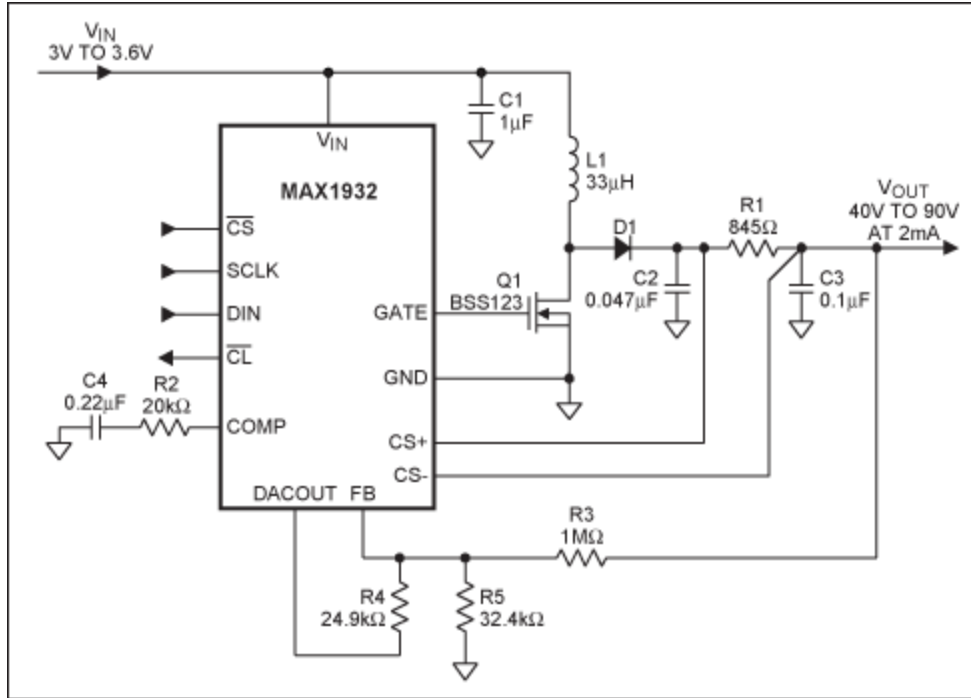 VIN
3V TO 3.6V
C1
1μF
VIN
MAX1932
L1
33μH
VOUT
40V TO 90V
AT 2mA
R1
845Ω
D1
CS
SCLK
DIN
CL
COMP
GATE
GND
CS+
CS-
DACOUT
FB
Q1
BSS123
C2
0.047μF
C3
0.1μF
C4
0.22μF
R2
20kΩ
R3
1MΩ
R4
24.9kΩ
R5
32.4kΩ